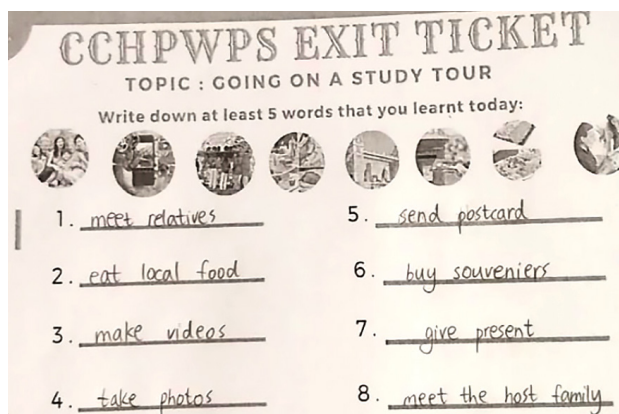 CCHPWPS EXIT TICKET
TOPIC : GOING ON A STUDY TOUR
Write down at least 5 words that you learnt today:
1. meet relatives
2. eat local food
3. make videos
4. take photos
5. send postcard
6. buy souveniers
7. give present
8. meet the host family